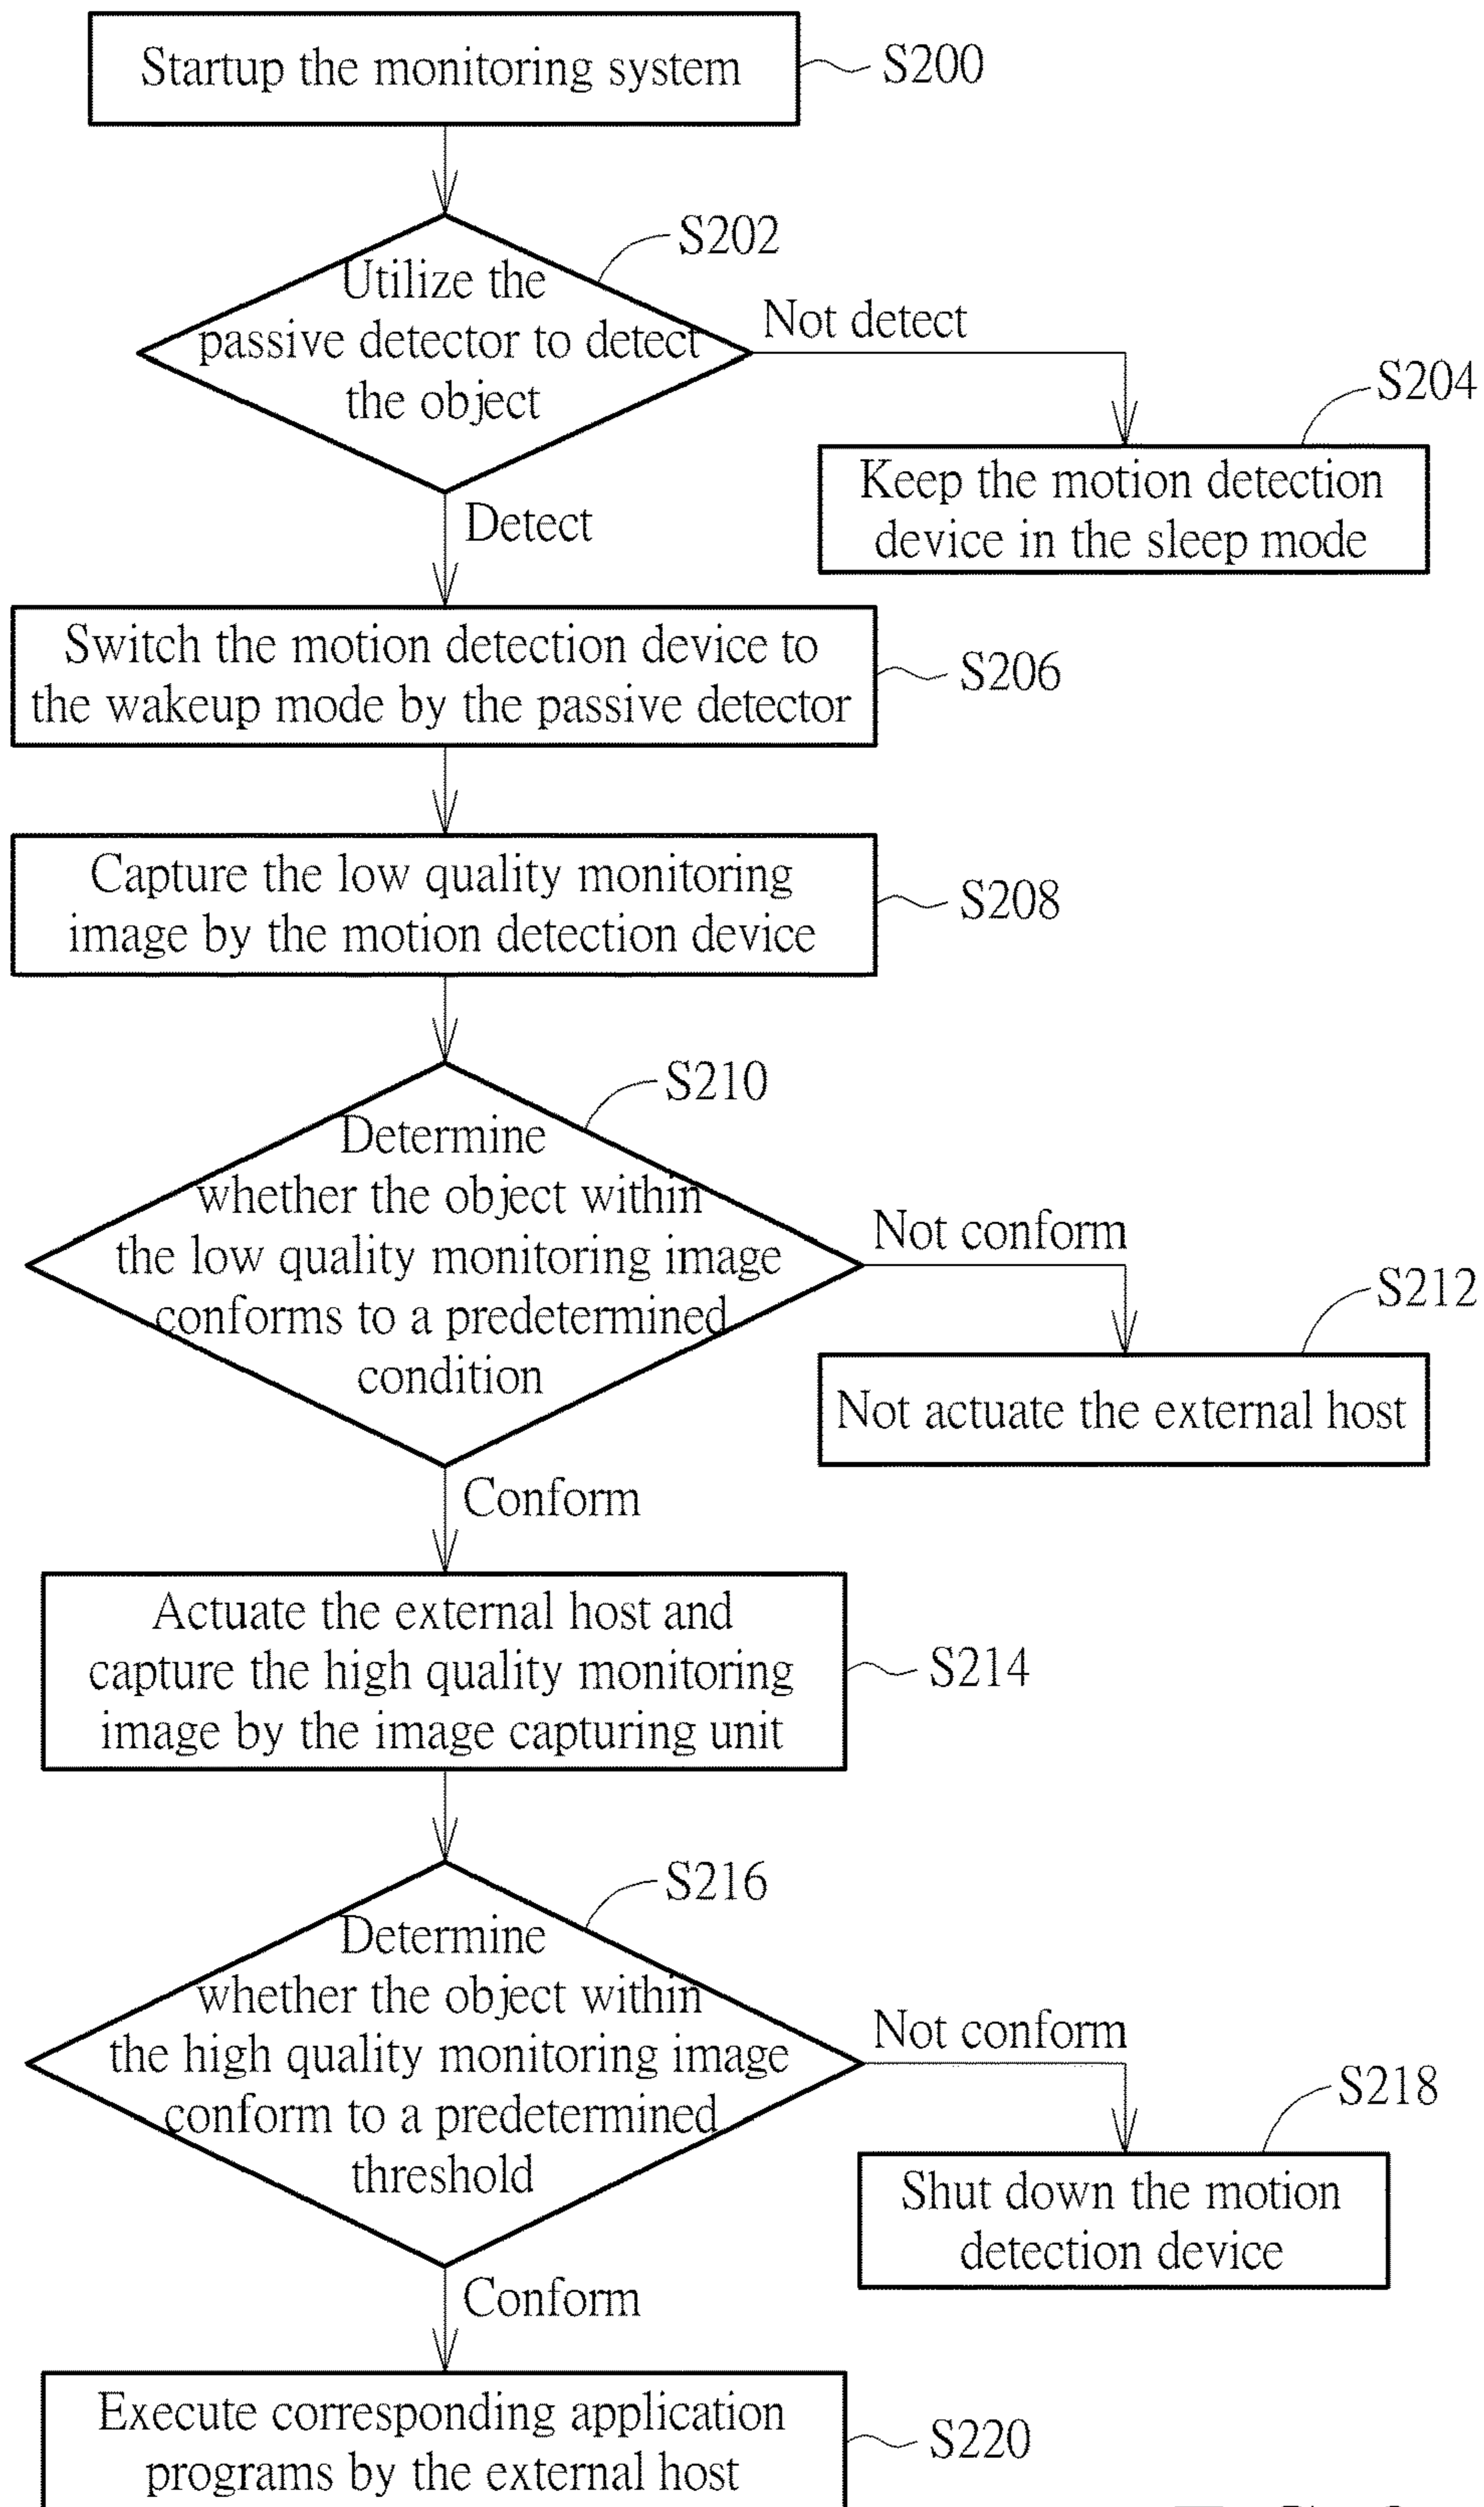 Startup the monitoring system
S200
S202
Utilize the
passive detector to detect
the object
Not detect
S204
Keep the motion detection
device in the sleep mode
Detect
Switch the motion detection device to
the wakeup mode by the passive detector
S206
Capture the low quality monitoring
image by the motion detection device
S208
S210
Determine
whether the object within
the low quality monitoring image
conforms to a predetermined
condition
Not conform
S212
Not actuate the external host
Conform
Actuate the external host and
capture the high quality monitoring
image by the image capturing unit
S214
S216
Determine
whether the object within
the high quality monitoring image
conform to a predetermined
threshold
Not conform
S218
Shut down the motion
detection device
Conform
Execute corresponding application
programs by the external host
S220